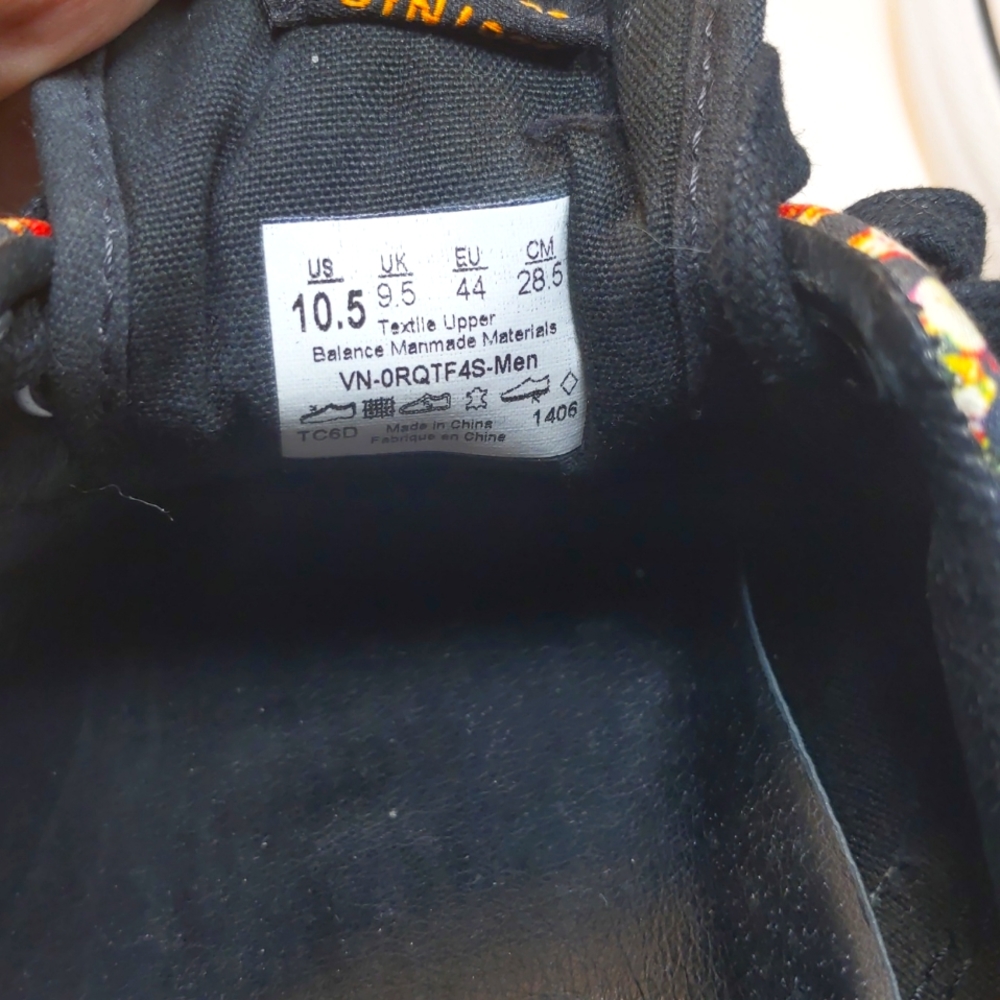 US UK EU CM
10.5 9.5 44 28.5
Textile Upper
Balance Manmade Materials
VN-0RQTF4S-Men
TC6D Made in China 1406
Fabrique en Chine